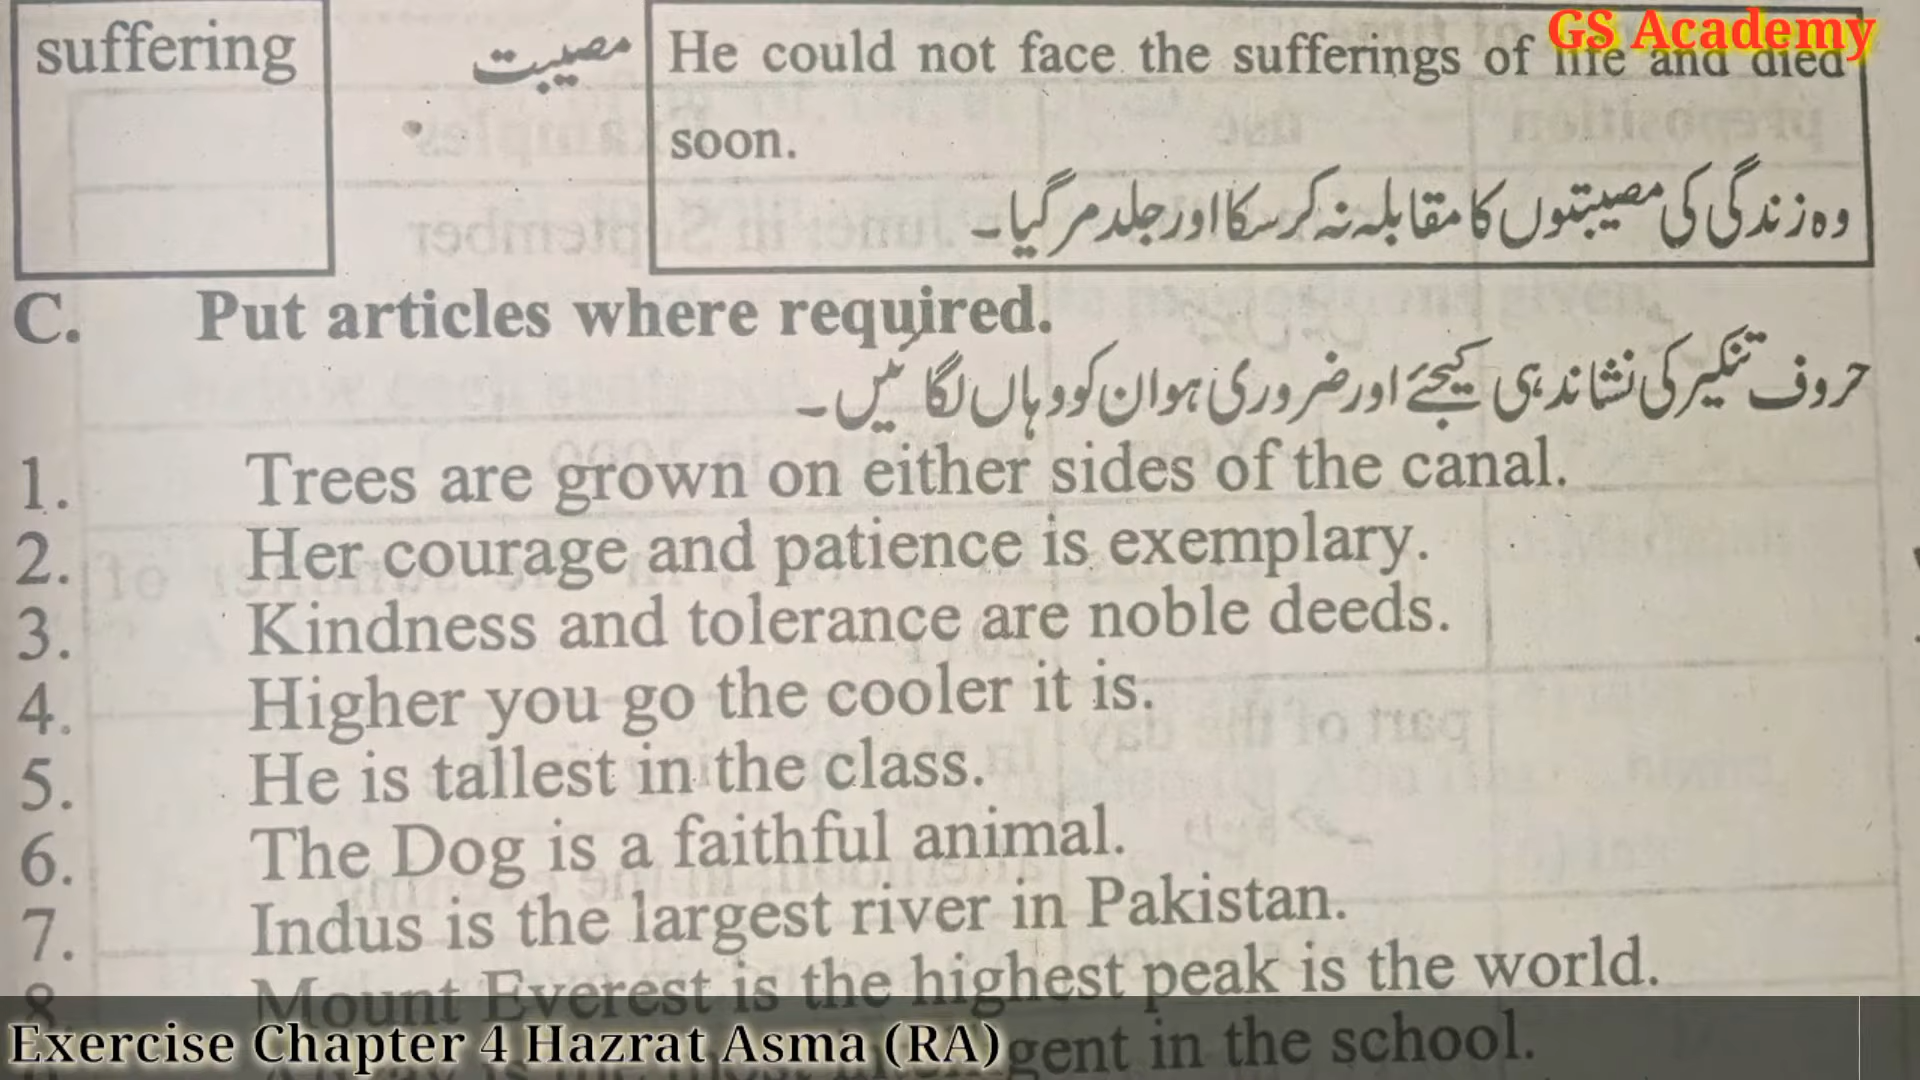 GS Academy
suffering
مصیبت
He could not face the sufferings of life and died
soon.
وہ زندگی کی مصیبتوں کا مقابلہ نہ کر سکا اور جلد مر گیا۔
C. Put articles where required.
حروف تنکیر کی نشاندہی کیجئے اور ضروری ہو ان کو وہاں لگائیں۔
1. Trees are grown on either sides of the canal.
2. Her courage and patience is exemplary.
3. Kindness and tolerance are noble deeds.
4. Higher you go the cooler it is.
5. He is tallest in the class.
6. The Dog is a faithful animal.
7. Indus is the largest river in Pakistan.
8. Mount Everest is the highest peak is the world.
gent in the school.
Exercise Chapter 4 Hazrat Asma (RA)